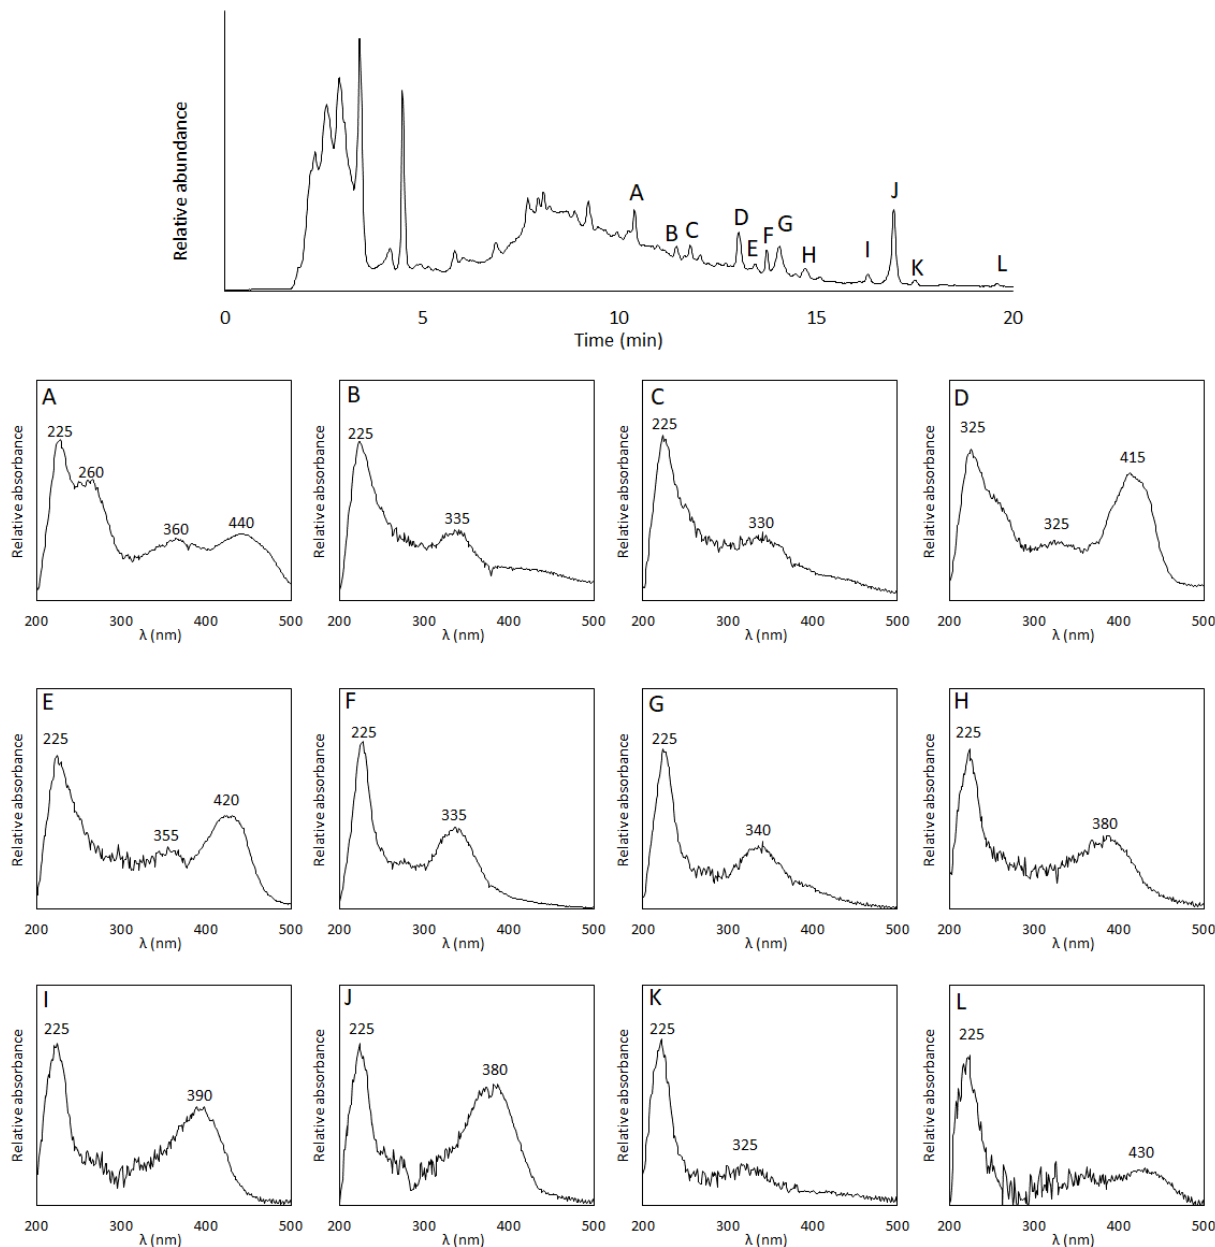 Relative abundance
A
B
C
D
E
F
G
H
I
J
K
L
0
5
10
15
20
Time (min)
A
225
260
360
440
Relative absorbance
200
300
400
500
λ (nm)
B
225
335
Relative absorbance
200
300
400
500
λ (nm)
C
225
330
Relative absorbance
200
300
400
500
λ (nm)
D
325
325
415
Relative absorbance
200
300
400
500
λ (nm)
E
225
355
420
Relative absorbance
200
300
400
500
λ (nm)
F
225
335
Relative absorbance
200
300
400
500
λ (nm)
G
225
340
Relative absorbance
200
300
400
500
λ (nm)
H
225
380
Relative absorbance
200
300
400
500
λ (nm)
I
225
390
Relative absorbance
200
300
400
500
λ (nm)
J
225
380
Relative absorbance
200
300
400
500
λ (nm)
K
225
325
Relative absorbance
200
300
400
500
λ (nm)
L
225
430
Relative absorbance
200
300
400
500
λ (nm)